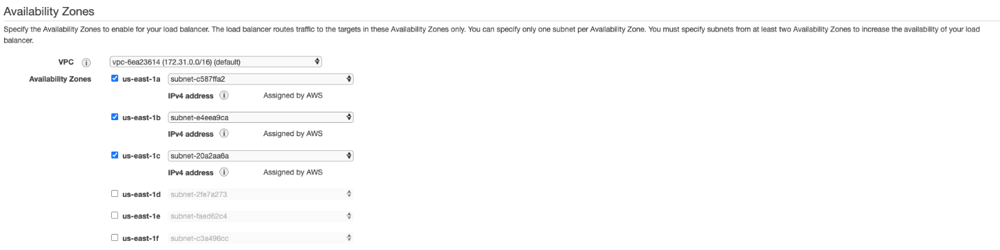 Availability Zones
Specify the Availability Zones to enable for your load balancer. The load balancer routes traffic to the targets in these Availability Zones only. You can specify only one subnet per Availability Zone. You must specify subnets from at least two Availability Zones to increase the availability of your load
balancer.
VPC i vpc-6ea23614 (172.31.0.0/16) (default)
Availability Zones us-east-1a subnet-c587ffa2
IPv4 address i Assigned by AWS
us-east-1b subnet-e4eea9ca
IPv4 address i Assigned by AWS
us-east-1c subnet-20a2aa6a
IPv4 address i Assigned by AWS
us-east-1d subnet-2fe7a273
us-east-1e subnet-faed62c4
us-east-1f subnet-c3a496cc